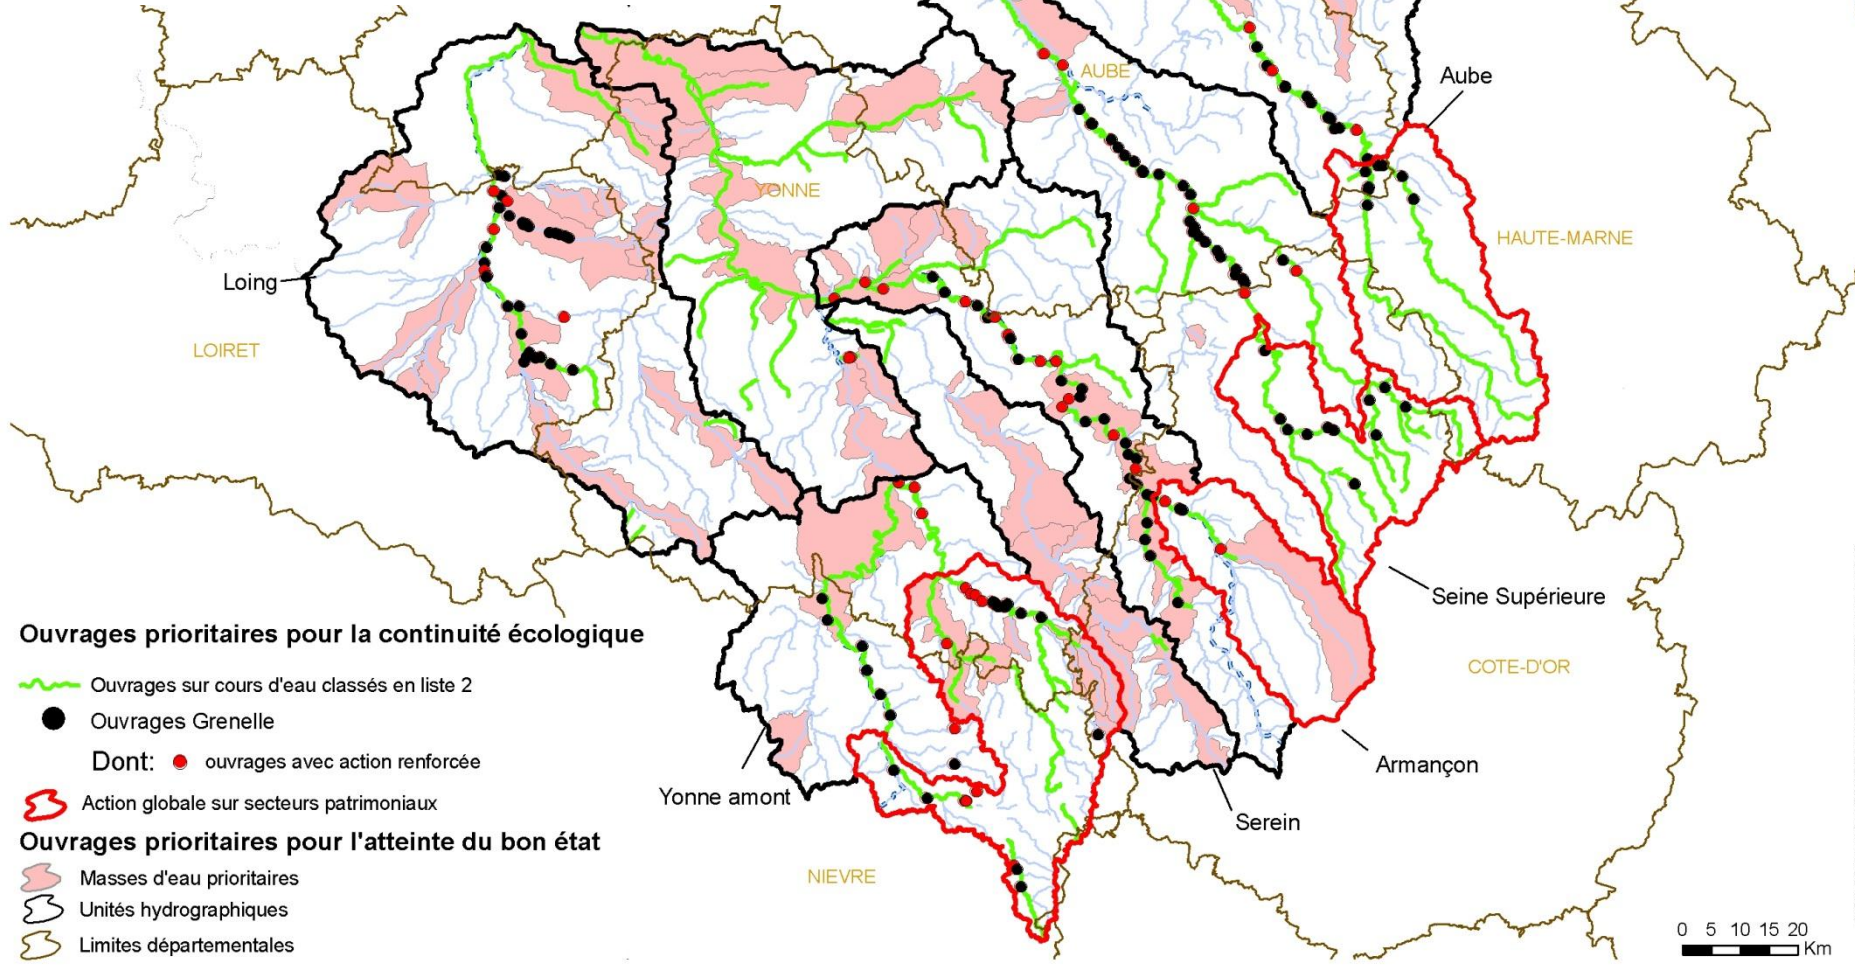 AUBE
Aube
YONNE
HAUTE-MARNE
Loing
LOIRET
Seine Supérieure
COTE-D'OR
Armançon
Yonne amont
Serein
NIEVRE
Ouvrages prioritaires pour la continuité écologique
Ouvrages sur cours d'eau classés en liste 2
Ouvrages Grenelle
Dont: ouvrages avec action renforcée
Action globale sur secteurs patrimoniaux
Ouvrages prioritaires pour l'atteinte du bon état
Masses d'eau prioritaires
Unités hydrographiques
Limites départementales
0 5 10 15 20
Km